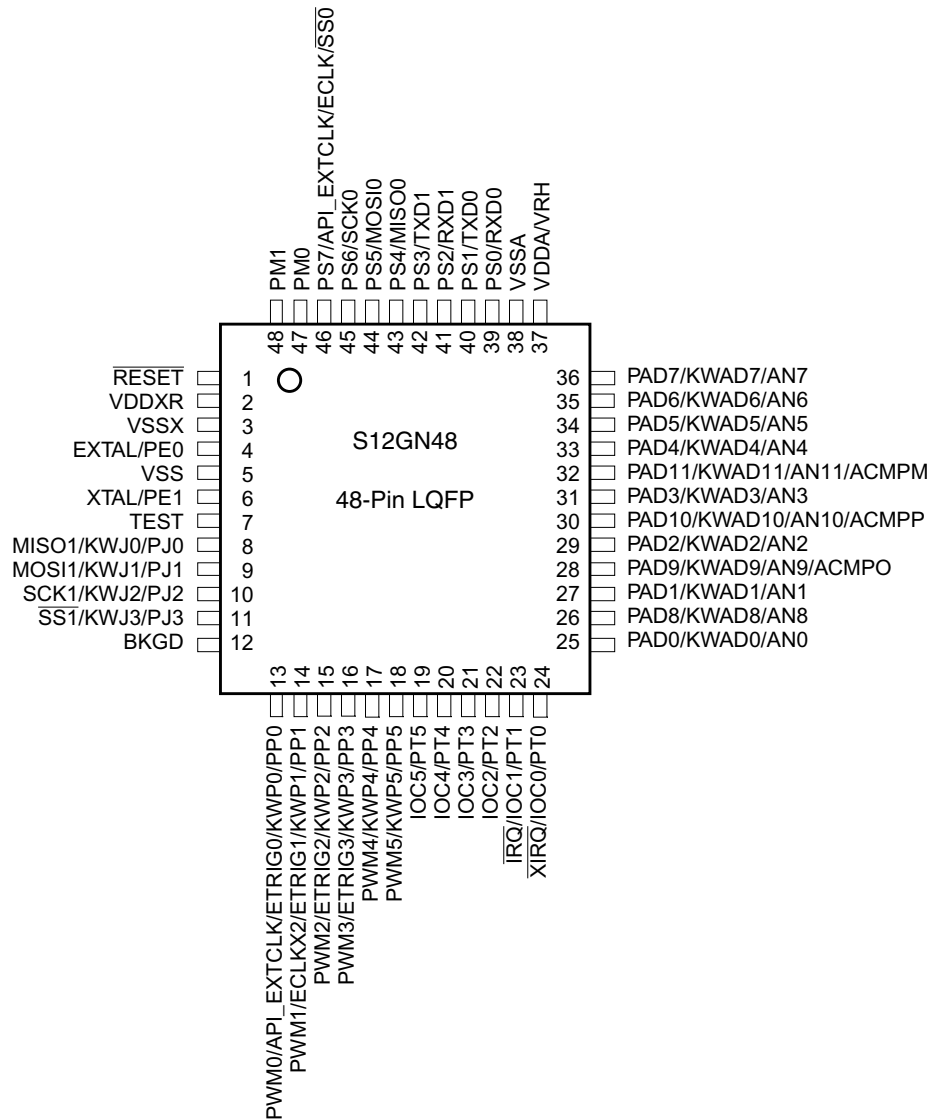 PM1
PM0
PS7/API_EXTCLK/ECLK/SS0
PS6/SCK0
PS5/MOSI0
PS4/MISO0
PS3/TXD1
PS2/RXD1
PS1/TXD0
PS0/RXD0
VSSA
VDDA/VRH
48
47
46
45
44
43
42
41
40
39
38
37
RESET 1
VDDXR 2
VSSX 3
EXTAL/PE0 4
VSS 5
XTAL/PE1 6
TEST 7
MISO1/KWJ0/PJ0 8
MOSI1/KWJ1/PJ1 9
SCK1/KWJ2/PJ2 10
SS1/KWJ3/PJ3 11
BKGD 12
S12GN48
48-Pin LQFP
36 PAD7/KWAD7/AN7
35 PAD6/KWAD6/AN6
34 PAD5/KWAD5/AN5
33 PAD4/KWAD4/AN4
32 PAD11/KWAD11/AN11/ACMPM
31 PAD3/KWAD3/AN3
30 PAD10/KWAD10/AN10/ACMPP
29 PAD2/KWAD2/AN2
28 PAD9/KWAD9/AN9/ACMPO
27 PAD1/KWAD1/AN1
26 PAD8/KWAD8/AN8
25 PAD0/KWAD0/AN0
13
14
15
16
17
18
19
20
21
22
23
24
PWM0/API_EXTCLK/ETRIG0/KWP0/PP0
PWM1/ECLKX2/ETRIG1/KWP1/PP1
PWM2/ETRIG2/KWP2/PP2
PWM3/ETRIG3/KWP3/PP3
PWM4/KWP4/PP4
PWM5/KWP5/PP5
IOC5/PT5
IOC4/PT4
IOC3/PT3
IOC2/PT2
IRQ/IOC1/PT1
XIRQ/IOC0/PT0